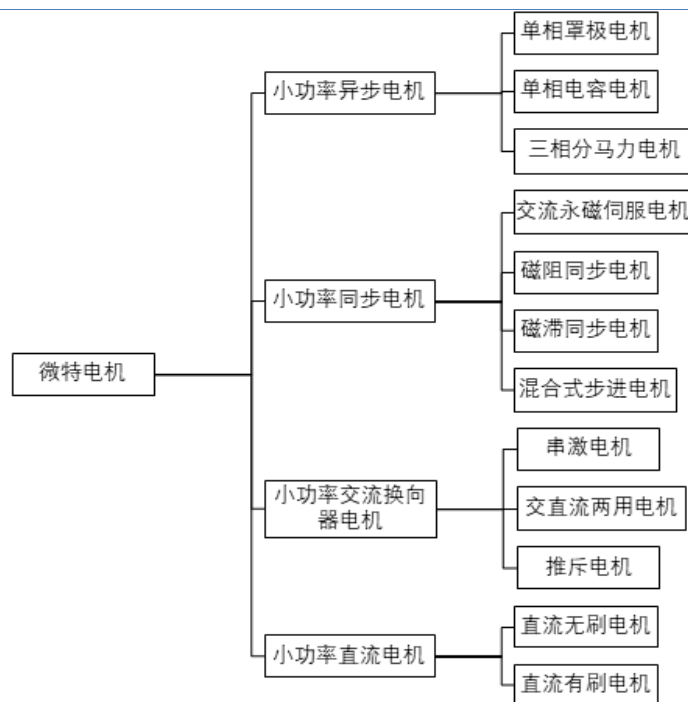 微特电机
小功率异步电机
单相罩极电机
单相电容电机
三相分马力电机
小功率同步电机
交流永磁伺服电机
磁阻同步电机
磁滞同步电机
混合式步进电机
小功率交流换向
器电机
串激电机
交直流两用电机
推斥电机
小功率直流电机
直流无刷电机
直流有刷电机